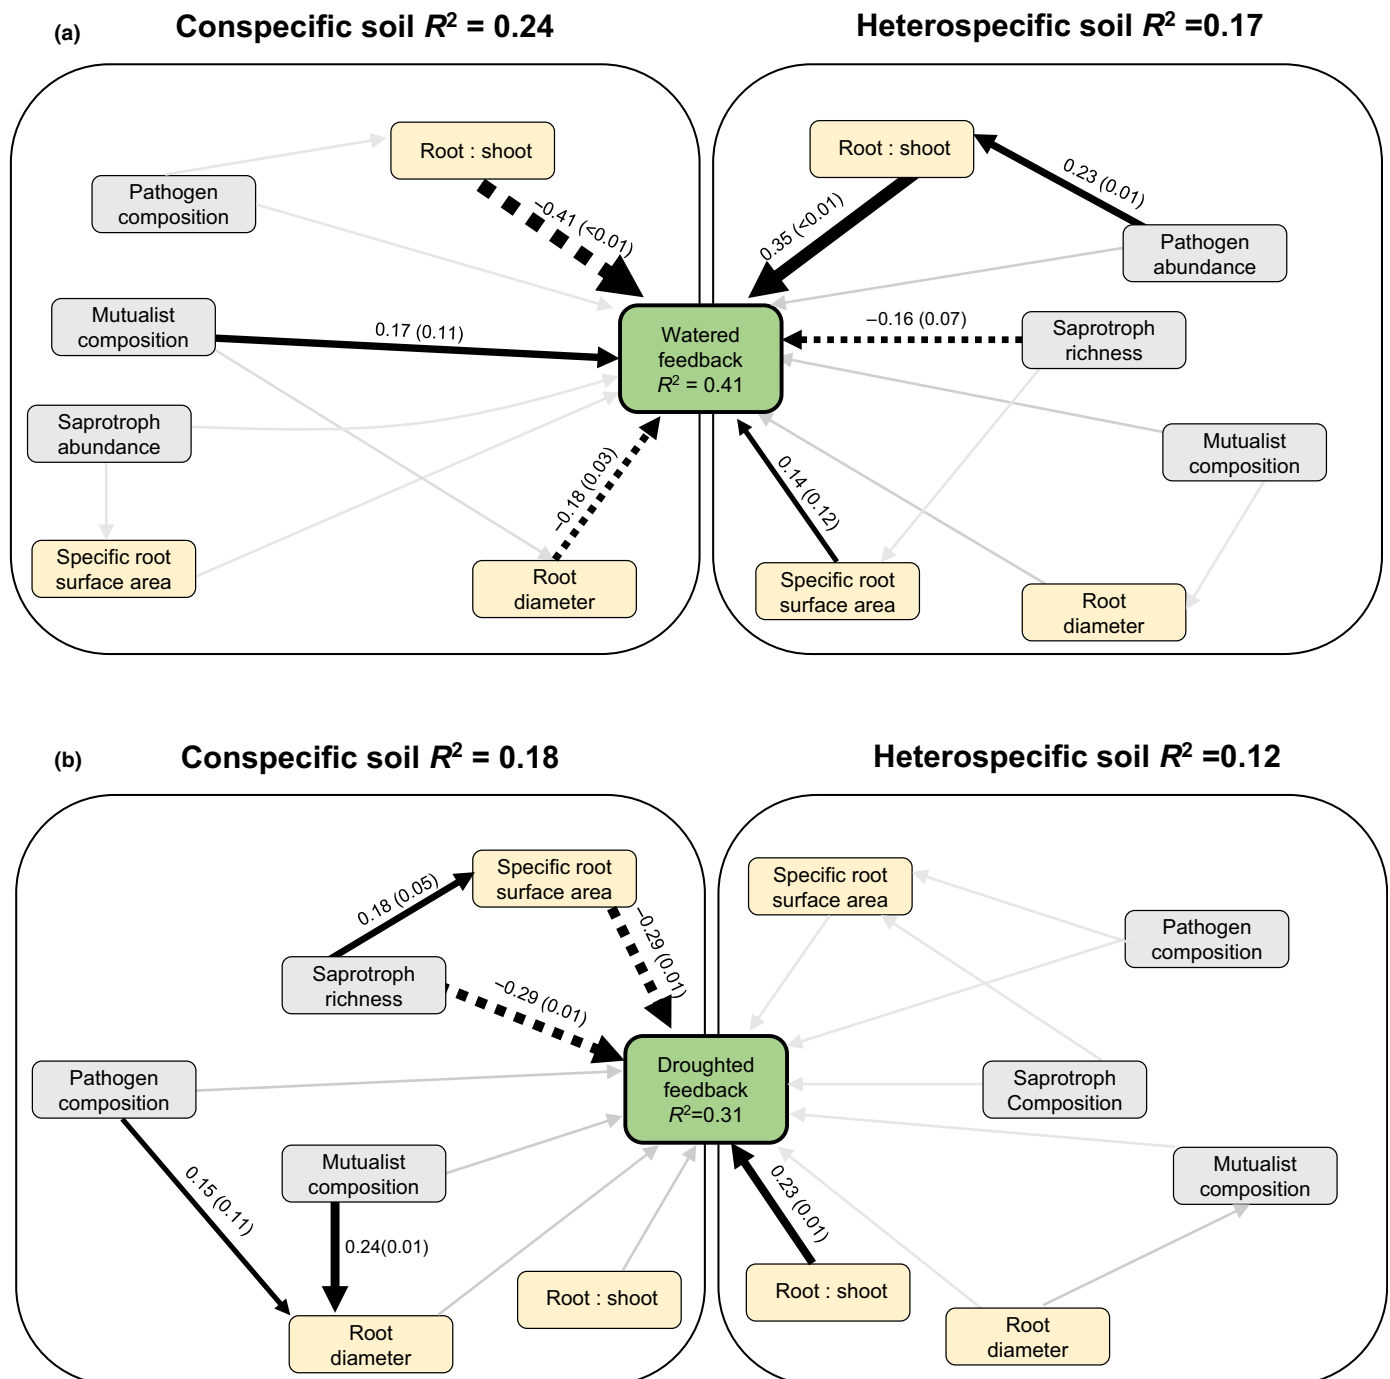 (a)
Conspecific soil R² = 0.24
Heterospecific soil R² =0.17
Root : shoot
Pathogen
composition
−0.41 (<0.01)
Mutualist
composition
0.17 (0.11)
Saprotroph
abundance
Specific root
surface area
−0.18 (0.03)
Root
diameter
Watered
feedback
R² = 0.41
Root : shoot
0.23 (0.01)
0.35 (<0.01)
Pathogen
abundance
−0.16 (0.07)
Saprotroph
richness
Mutualist
composition
0.14 (0.12)
Specific root
surface area
Root
diameter
(b)
Conspecific soil R² = 0.18
Heterospecific soil R² =0.12
Specific root
surface area
0.18 (0.05)
−0.29 (0.01)
Saprotroph
richness
−0.29 (0.01)
Pathogen
composition
0.15 (0.11)
Mutualist
composition
0.24(0.01)
Root : shoot
Root
diameter
Droughted
feedback
R²=0.31
Specific root
surface area
Pathogen
composition
Saprotroph
Composition
Mutualist
composition
0.23 (0.01)
Root : shoot
Root
diameter